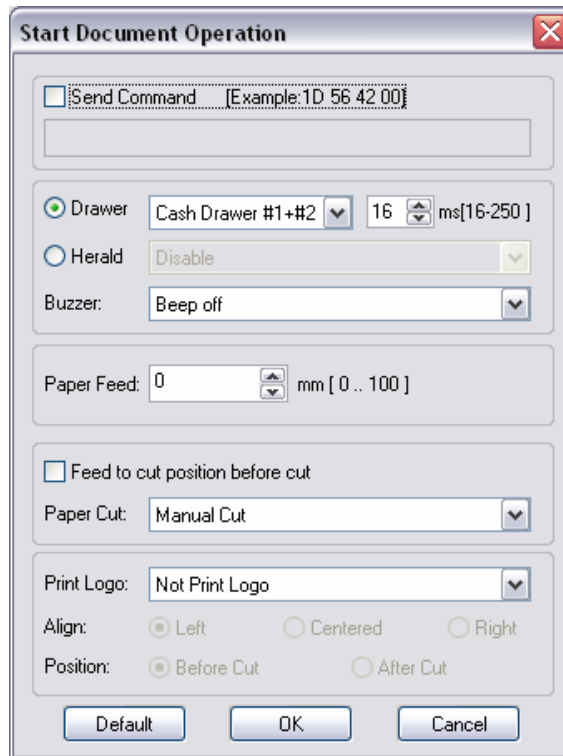 Start Document Operation
Send Command [Example:1D 56 42 00]
Drawer Cash Drawer #1+#2 16 ms[16-250 ]
Herald Disable
Buzzer: Beep off
Paper Feed: 0 mm [ 0 .. 100 ]
Feed to cut position before cut
Paper Cut: Manual Cut
Print Logo: Not Print Logo
Align: Left Centered Right
Position: Before Cut After Cut
Default OK Cancel